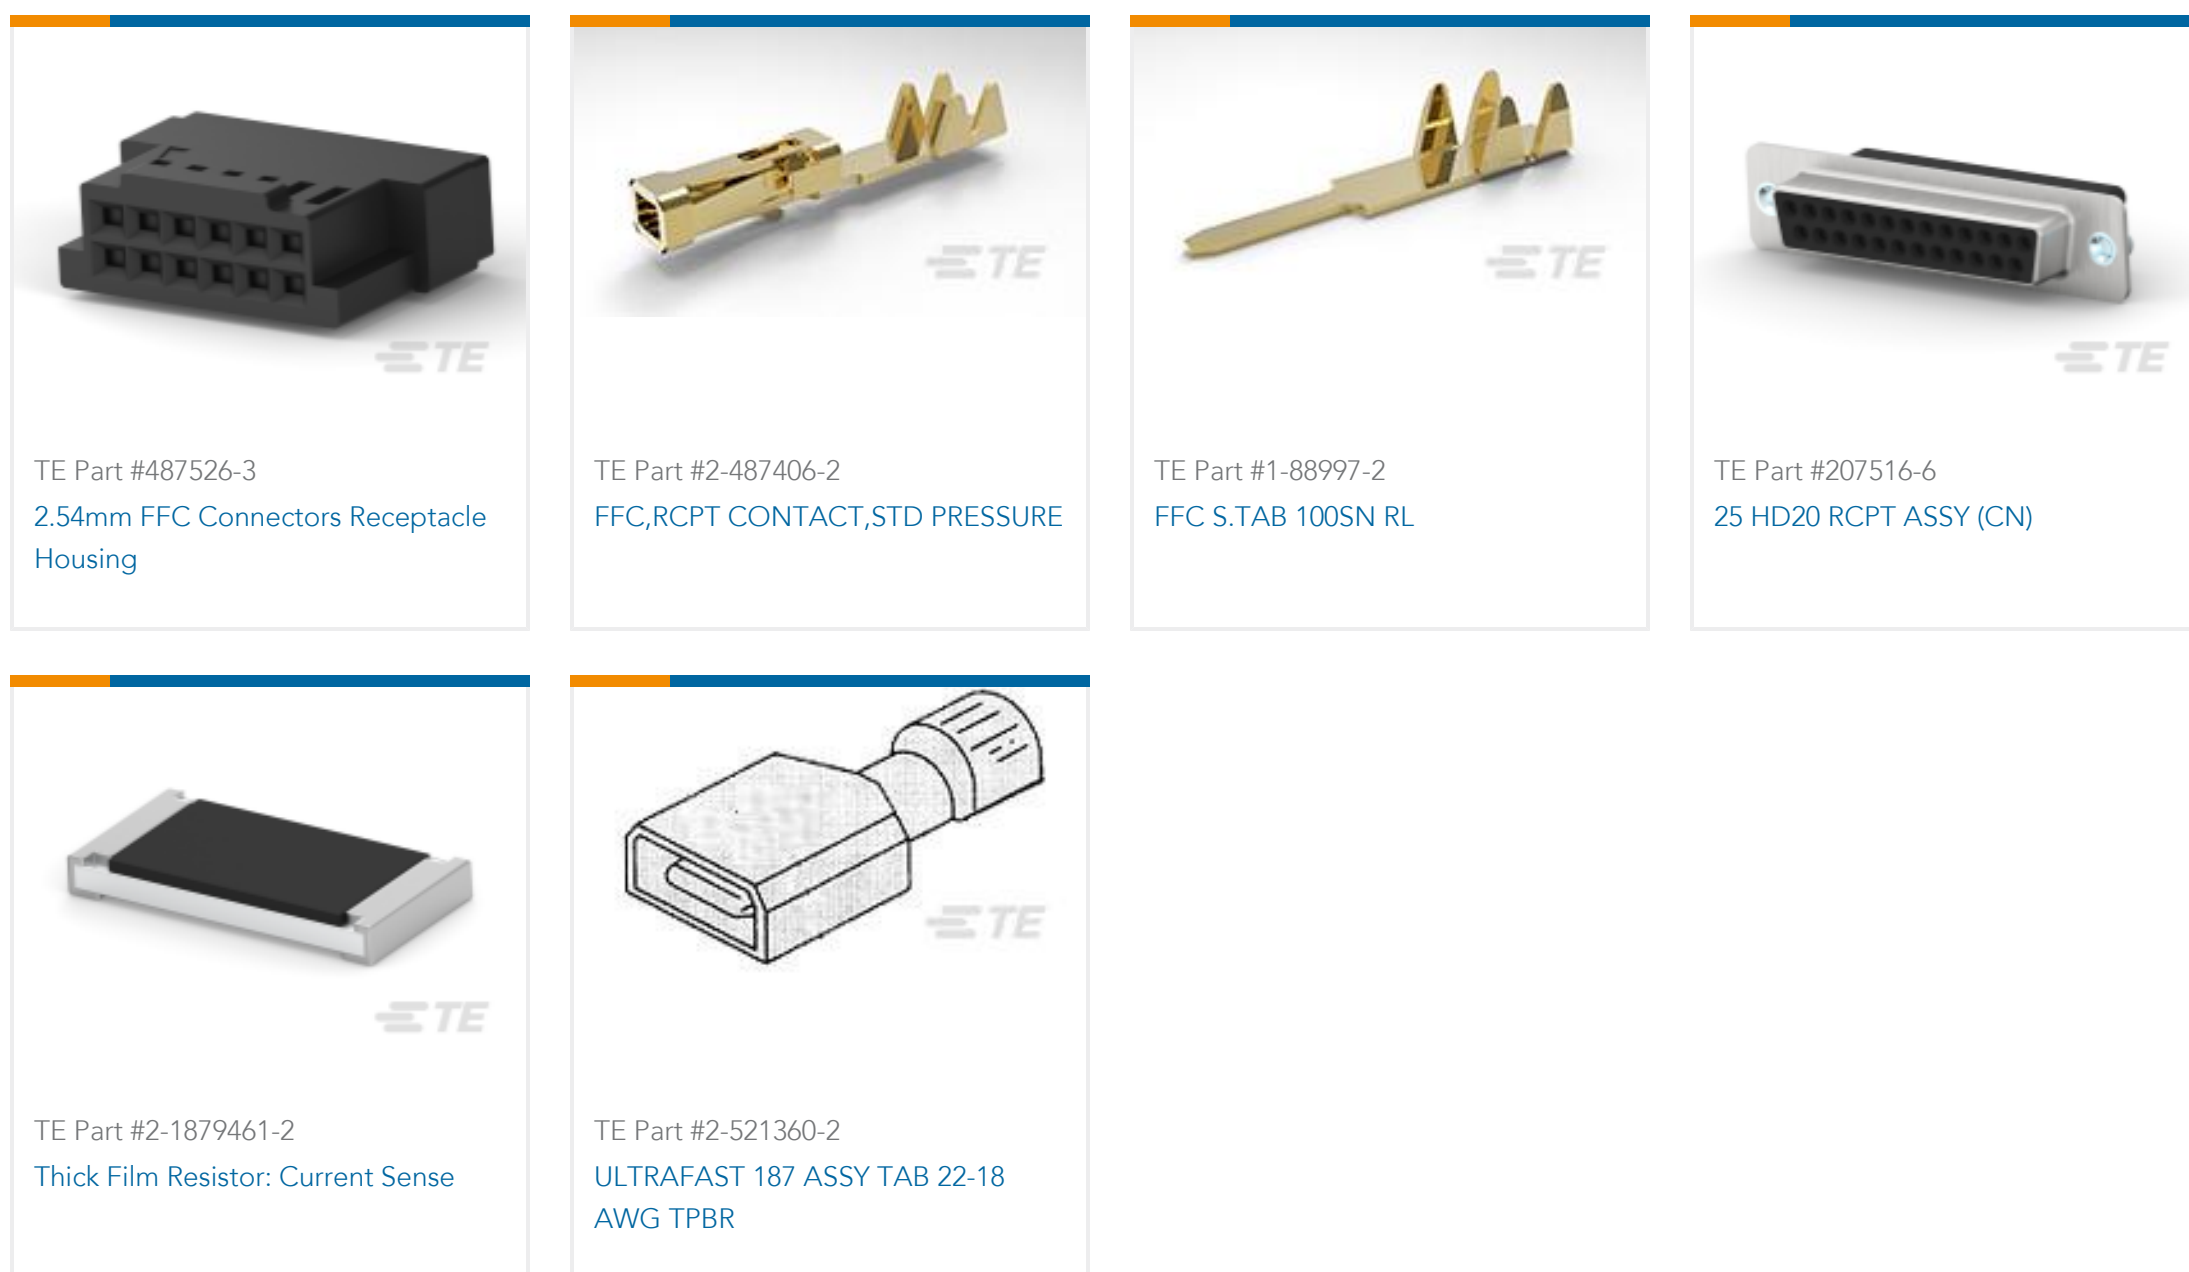 TE
TE
TE
TE
TE Part #487526-3
2.54mm FFC Connectors Receptacle
Housing
TE Part #2-487406-2
FFC,RCPT CONTACT,STD PRESSURE
TE Part #1-88997-2
FFC S.TAB 100SN RL
TE Part #207516-6
25 HD20 RCPT ASSY (CN)
TE
TE
TE Part #2-1879461-2
Thick Film Resistor: Current Sense
TE Part #2-521360-2
ULTRAFAST 187 ASSY TAB 22-18
AWG TPBR